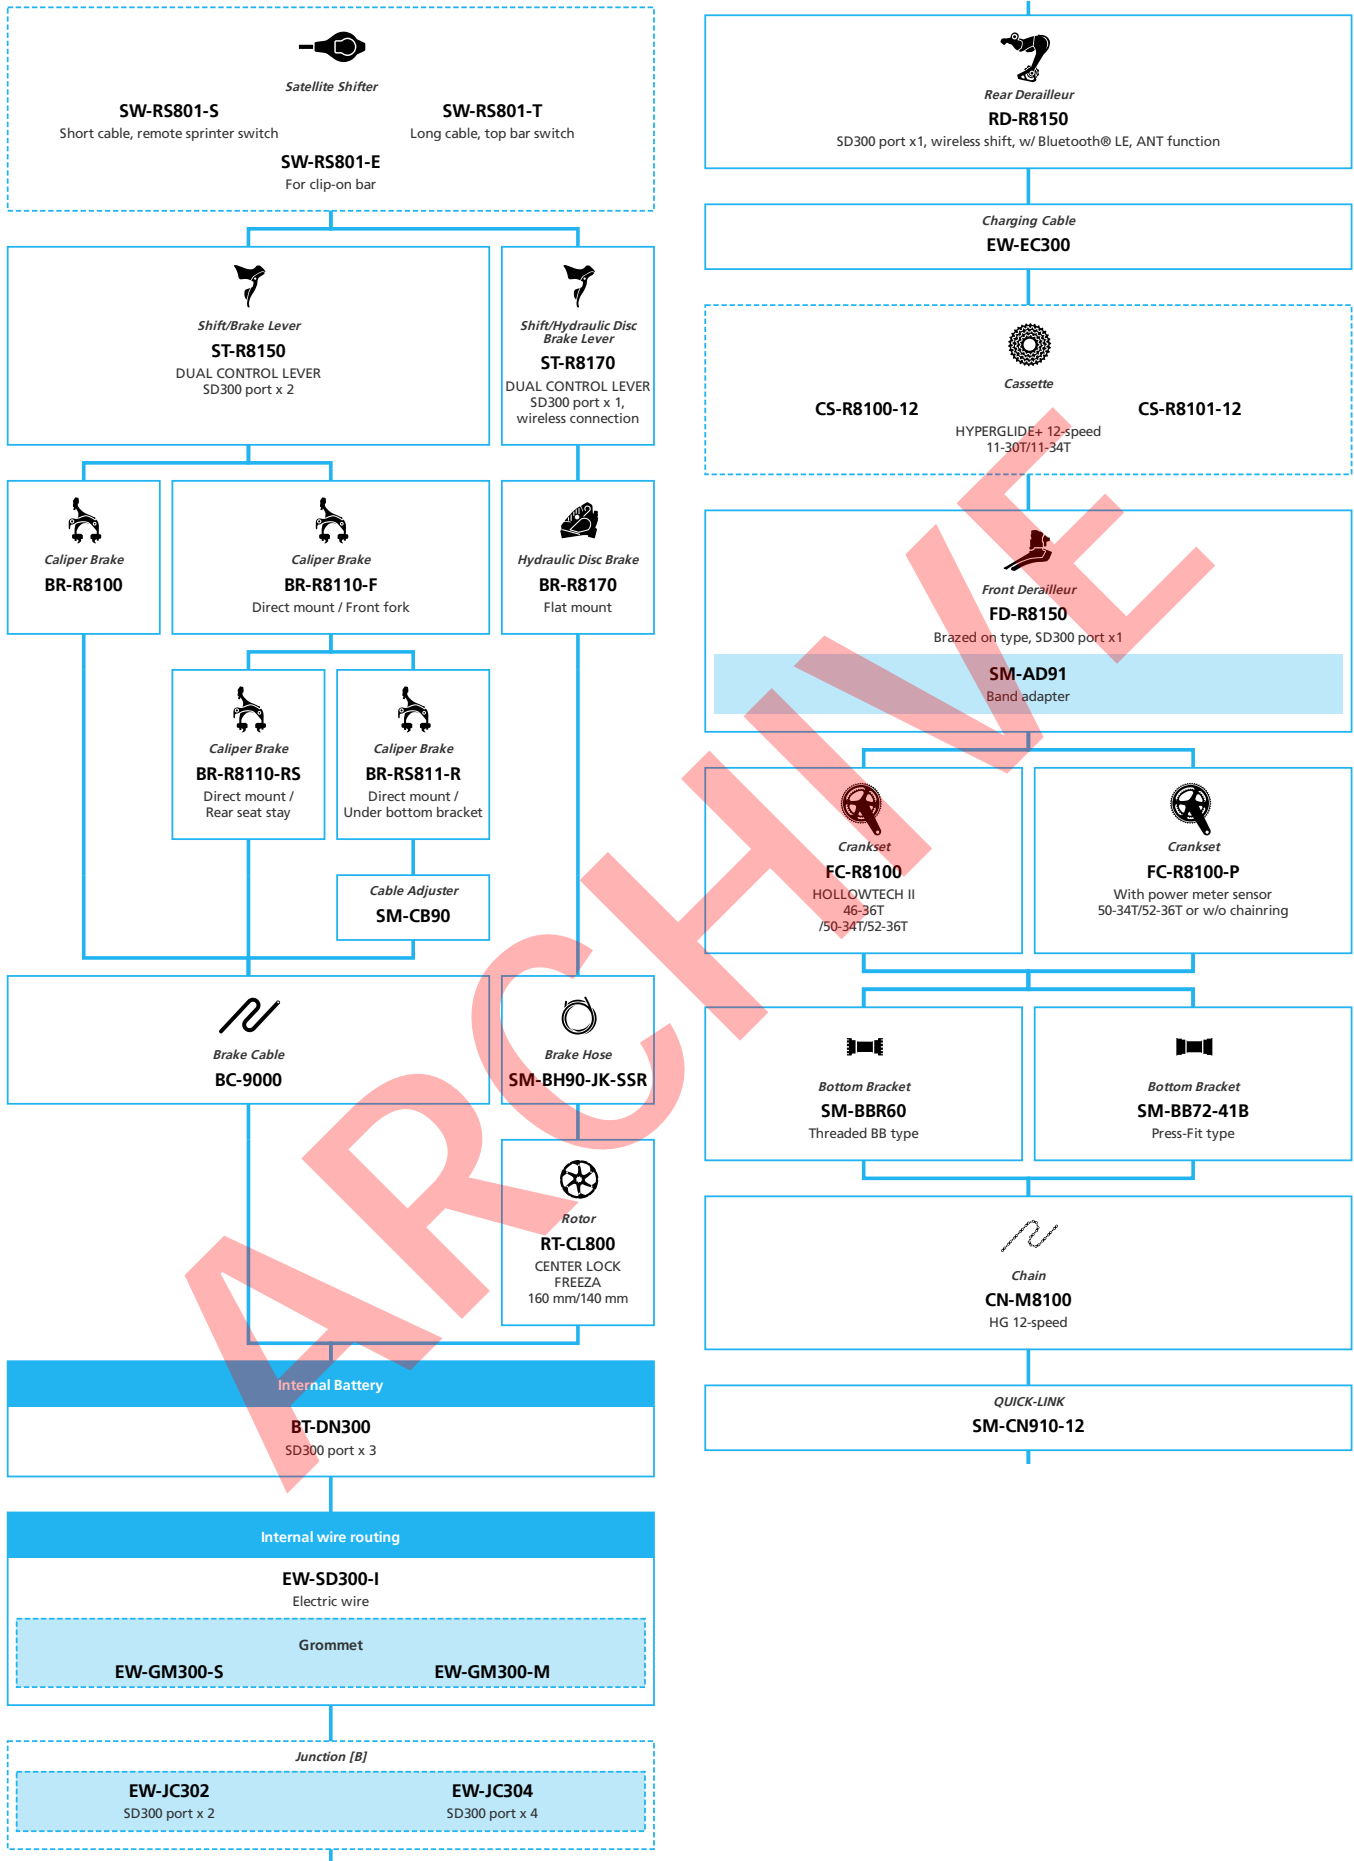 Satellite Shifter
SW-RS801-S
Short cable, remote sprinter switch
SW-RS801-T
Long cable, top bar switch
SW-RS801-E
For clip-on bar
Shift/Brake Lever
ST-R8150
DUAL CONTROL LEVER
SD300 port x 2
Shift/Hydraulic Disc
Brake Lever
ST-R8170
DUAL CONTROL LEVER
SD300 port x 1,
wireless connection
Caliper Brake
BR-R8100
Caliper Brake
BR-R8110-F
Direct mount / Front fork
Hydraulic Disc Brake
BR-R8170
Flat mount
Caliper Brake
BR-R8110-RS
Direct mount /
Rear seat stay
Caliper Brake
BR-RS811-R
Direct mount /
Under bottom bracket
Cable Adjuster
SM-CB90
Brake Cable
BC-9000
Brake Hose
SM-BH90-JK-SSR
Rotor
RT-CL800
CENTER LOCK
FREEZA
160 mm/140 mm
Internal Battery
BT-DN300
SD300 port x 3
Internal wire routing
EW-SD300-I
Electric wire
Grommet
EW-GM300-S
EW-GM300-M
Junction [B]
EW-JC302
SD300 port x 2
EW-JC304
SD300 port x 4
Rear Derailleur
RD-R8150
SD300 port x1, wireless shift, w/ Bluetooth® LE, ANT function
Charging Cable
EW-EC300
Cassette
CS-R8100-12
CS-R8101-12
HYPERGLIDE+ 12-speed
11-30T/11-34T
Front Derailleur
FD-R8150
Brazed on type, SD300 port x1
SM-AD91
Band adapter
Crankset
FC-R8100
HOLLOWTECH II
46-36T
/50-34T/52-36T
Crankset
FC-R8100-P
With power meter sensor
50-34T/52-36T or w/o chainring
Bottom Bracket
SM-BBR60
Threaded BB type
Bottom Bracket
SM-BB72-41B
Press-Fit type
Chain
CN-M8100
HG 12-speed
QUICK-LINK
SM-CN910-12
ARCHIVE